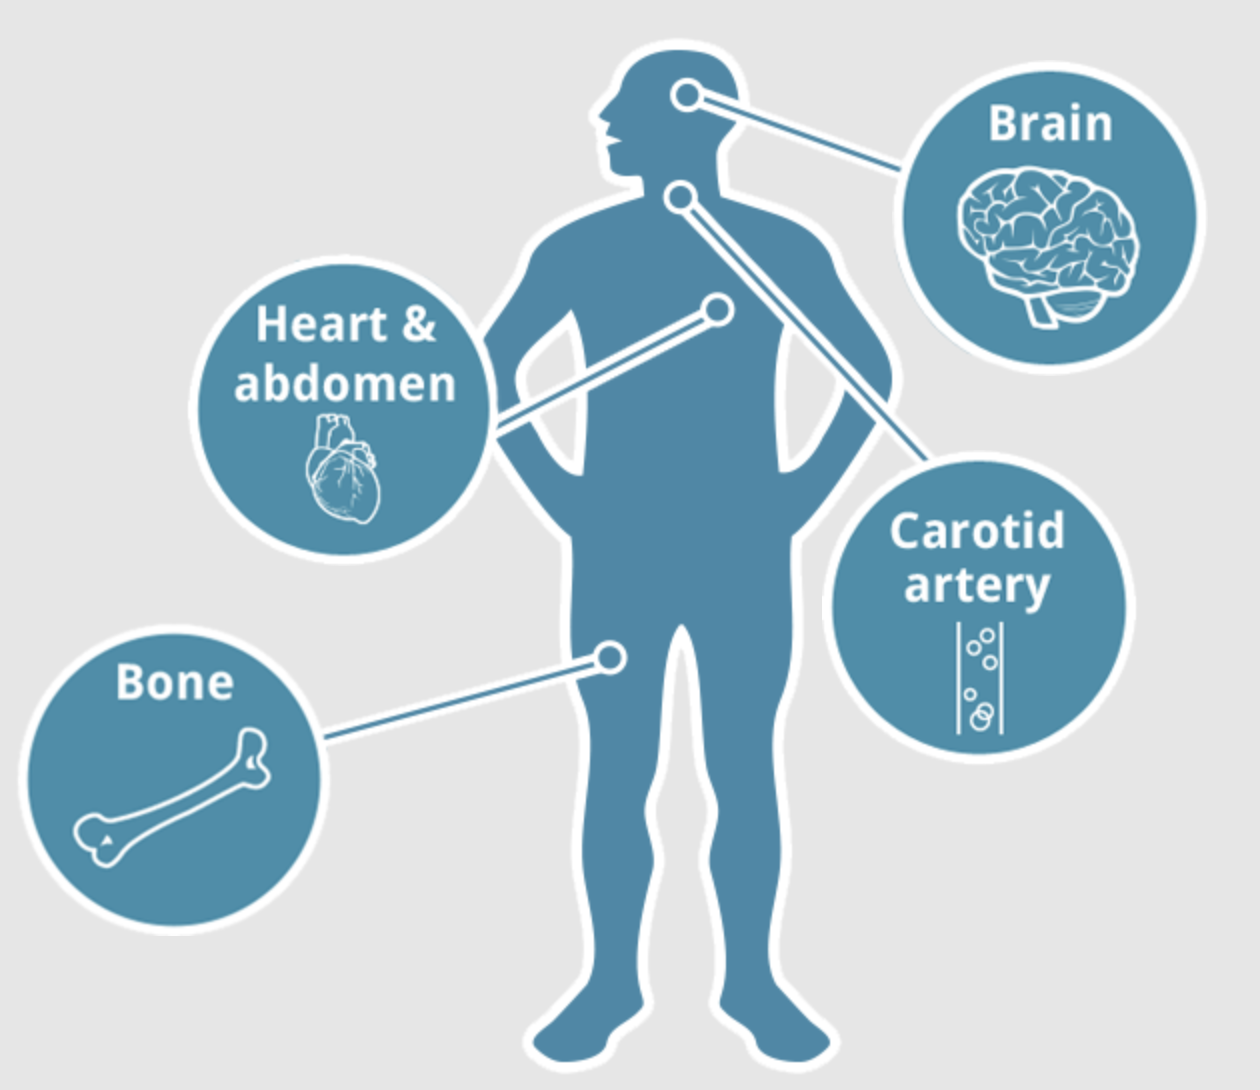 Brain
Heart &
abdomen
Carotid
artery
Bone